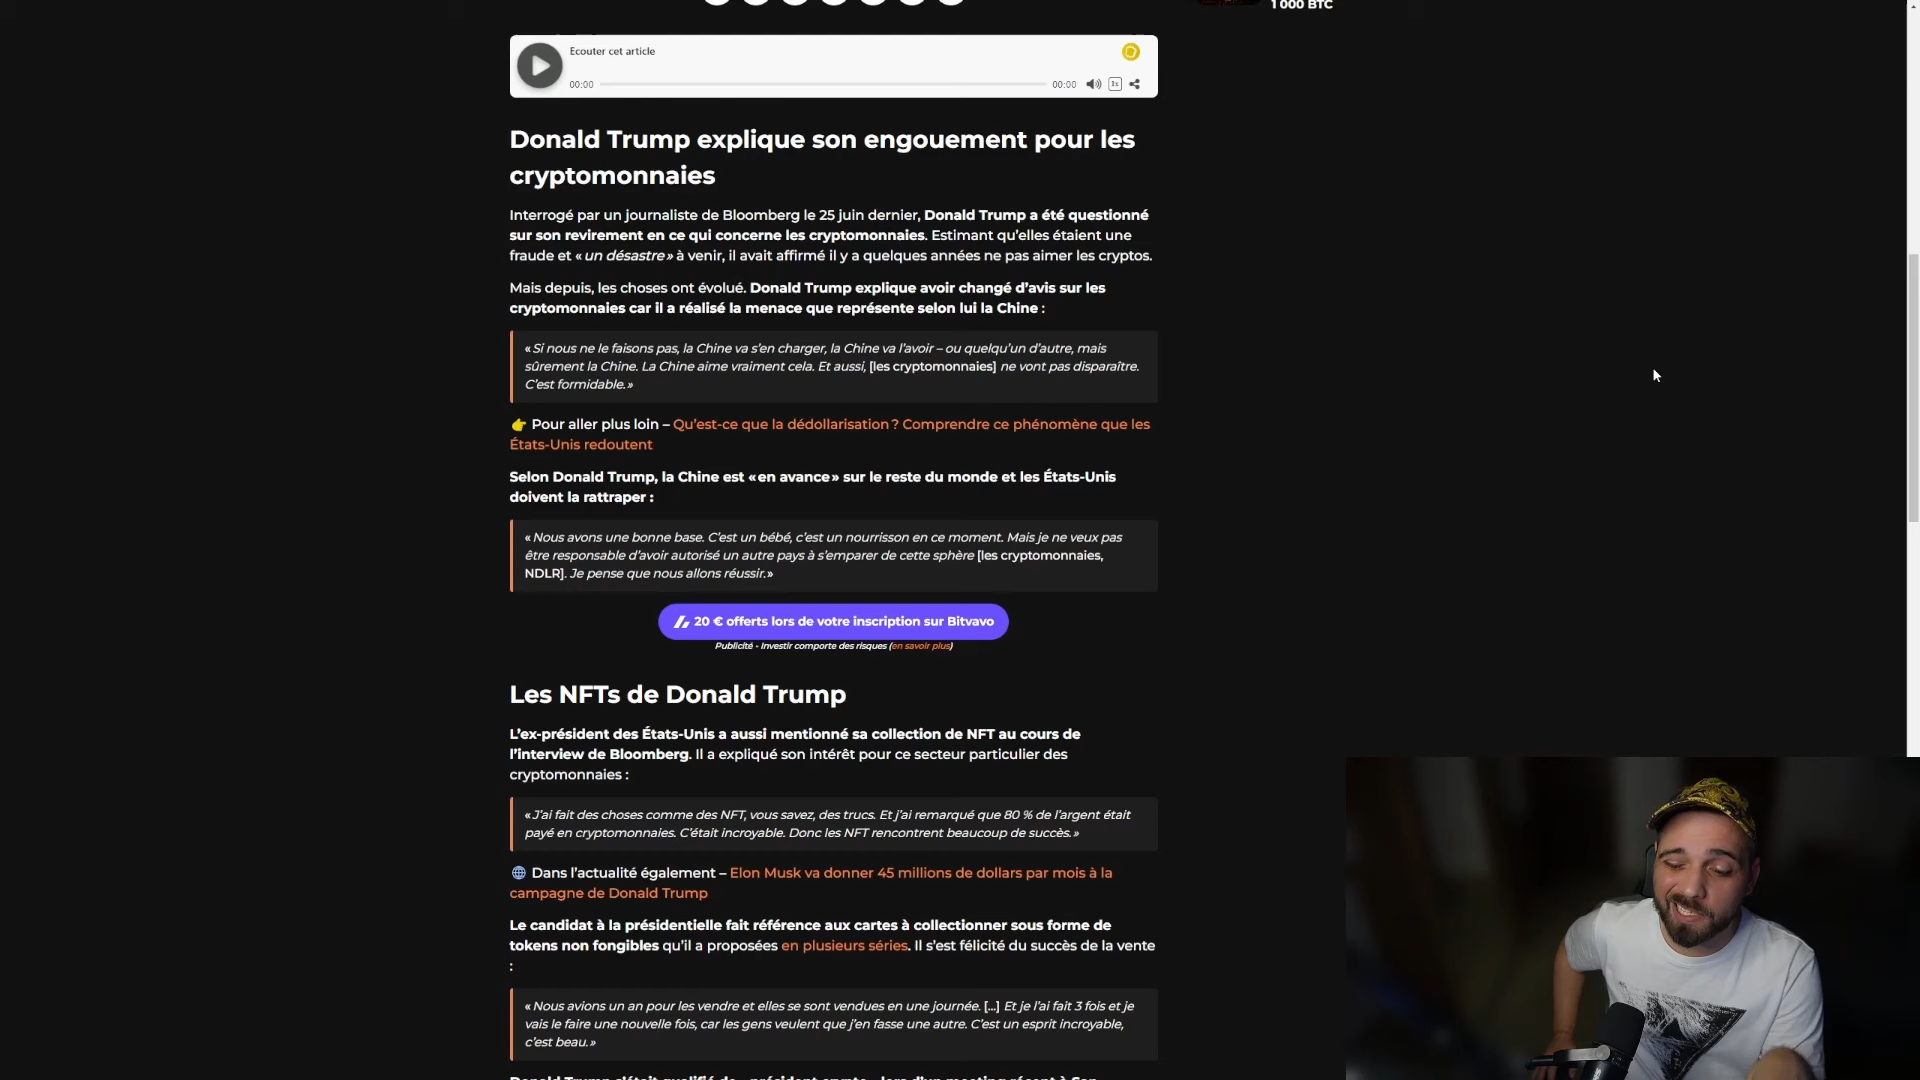 1 000 BTC
Ecouter cet article
00:00
00:00
1x
Donald Trump explique son engouement pour les
cryptomonnaies
Interrogé par un journaliste de Bloomberg le 25 juin dernier, Donald Trump a été questionné
sur son revirement en ce qui concerne les cryptomonnaies. Estimant qu’elles étaient une
fraude et « un désastre » à venir, il avait affirmé il y a quelques années ne pas aimer les cryptos.
Mais depuis, les choses ont évolué. Donald Trump explique avoir changé d’avis sur les
cryptomonnaies car il a réalisé la menace que représente selon lui la Chine :
« Si nous ne le faisons pas, la Chine va s’en charger, la Chine va l’avoir – ou quelqu’un d’autre, mais
sûrement la Chine. La Chine aime vraiment cela. Et aussi, [les cryptomonnaies] ne vont pas disparaître.
C’est formidable. »
👉 Pour aller plus loin – Qu’est-ce que la dédollarisation ? Comprendre ce phénomène que les
États-Unis redoutent
Selon Donald Trump, la Chine est « en avance » sur le reste du monde et les États-Unis
doivent la rattraper :
« Nous avons une bonne base. C’est un bébé, c’est un nourrisson en ce moment. Mais je ne veux pas
être responsable d’avoir autorisé un autre pays à s’emparer de cette sphère [les cryptomonnaies,
NDLR]. Je pense que nous allons réussir. »
20 € offerts lors de votre inscription sur Bitvavo
Publicité - Investir comporte des risques (en savoir plus)
Les NFTs de Donald Trump
L’ex-président des États-Unis a aussi mentionné sa collection de NFT au cours de
l’interview de Bloomberg. Il a expliqué son intérêt pour ce secteur particulier des
cryptomonnaies :
« J’ai fait des choses comme des NFT, vous savez, des trucs. Et j’ai remarqué que 80 % de l’argent était
payé en cryptomonnaies. C’était incroyable. Donc les NFT rencontrent beaucoup de succès. »
🌐 Dans l’actualité également – Elon Musk va donner 45 millions de dollars par mois à la
campagne de Donald Trump
Le candidat à la présidentielle fait référence aux cartes à collectionner sous forme de
tokens non fongibles qu’il a proposées en plusieurs séries. Il s’est félicité du succès de la vente
:
« Nous avions un an pour les vendre et elles se sont vendues en une journée. […] Et je l’ai fait 3 fois et je
vais le faire une nouvelle fois, car les gens veulent que j’en fasse une autre. C’est un esprit incroyable,
c’est beau. »
Donald Trump s’était qualifié de « président crypto » lors d’un meeting récent à San